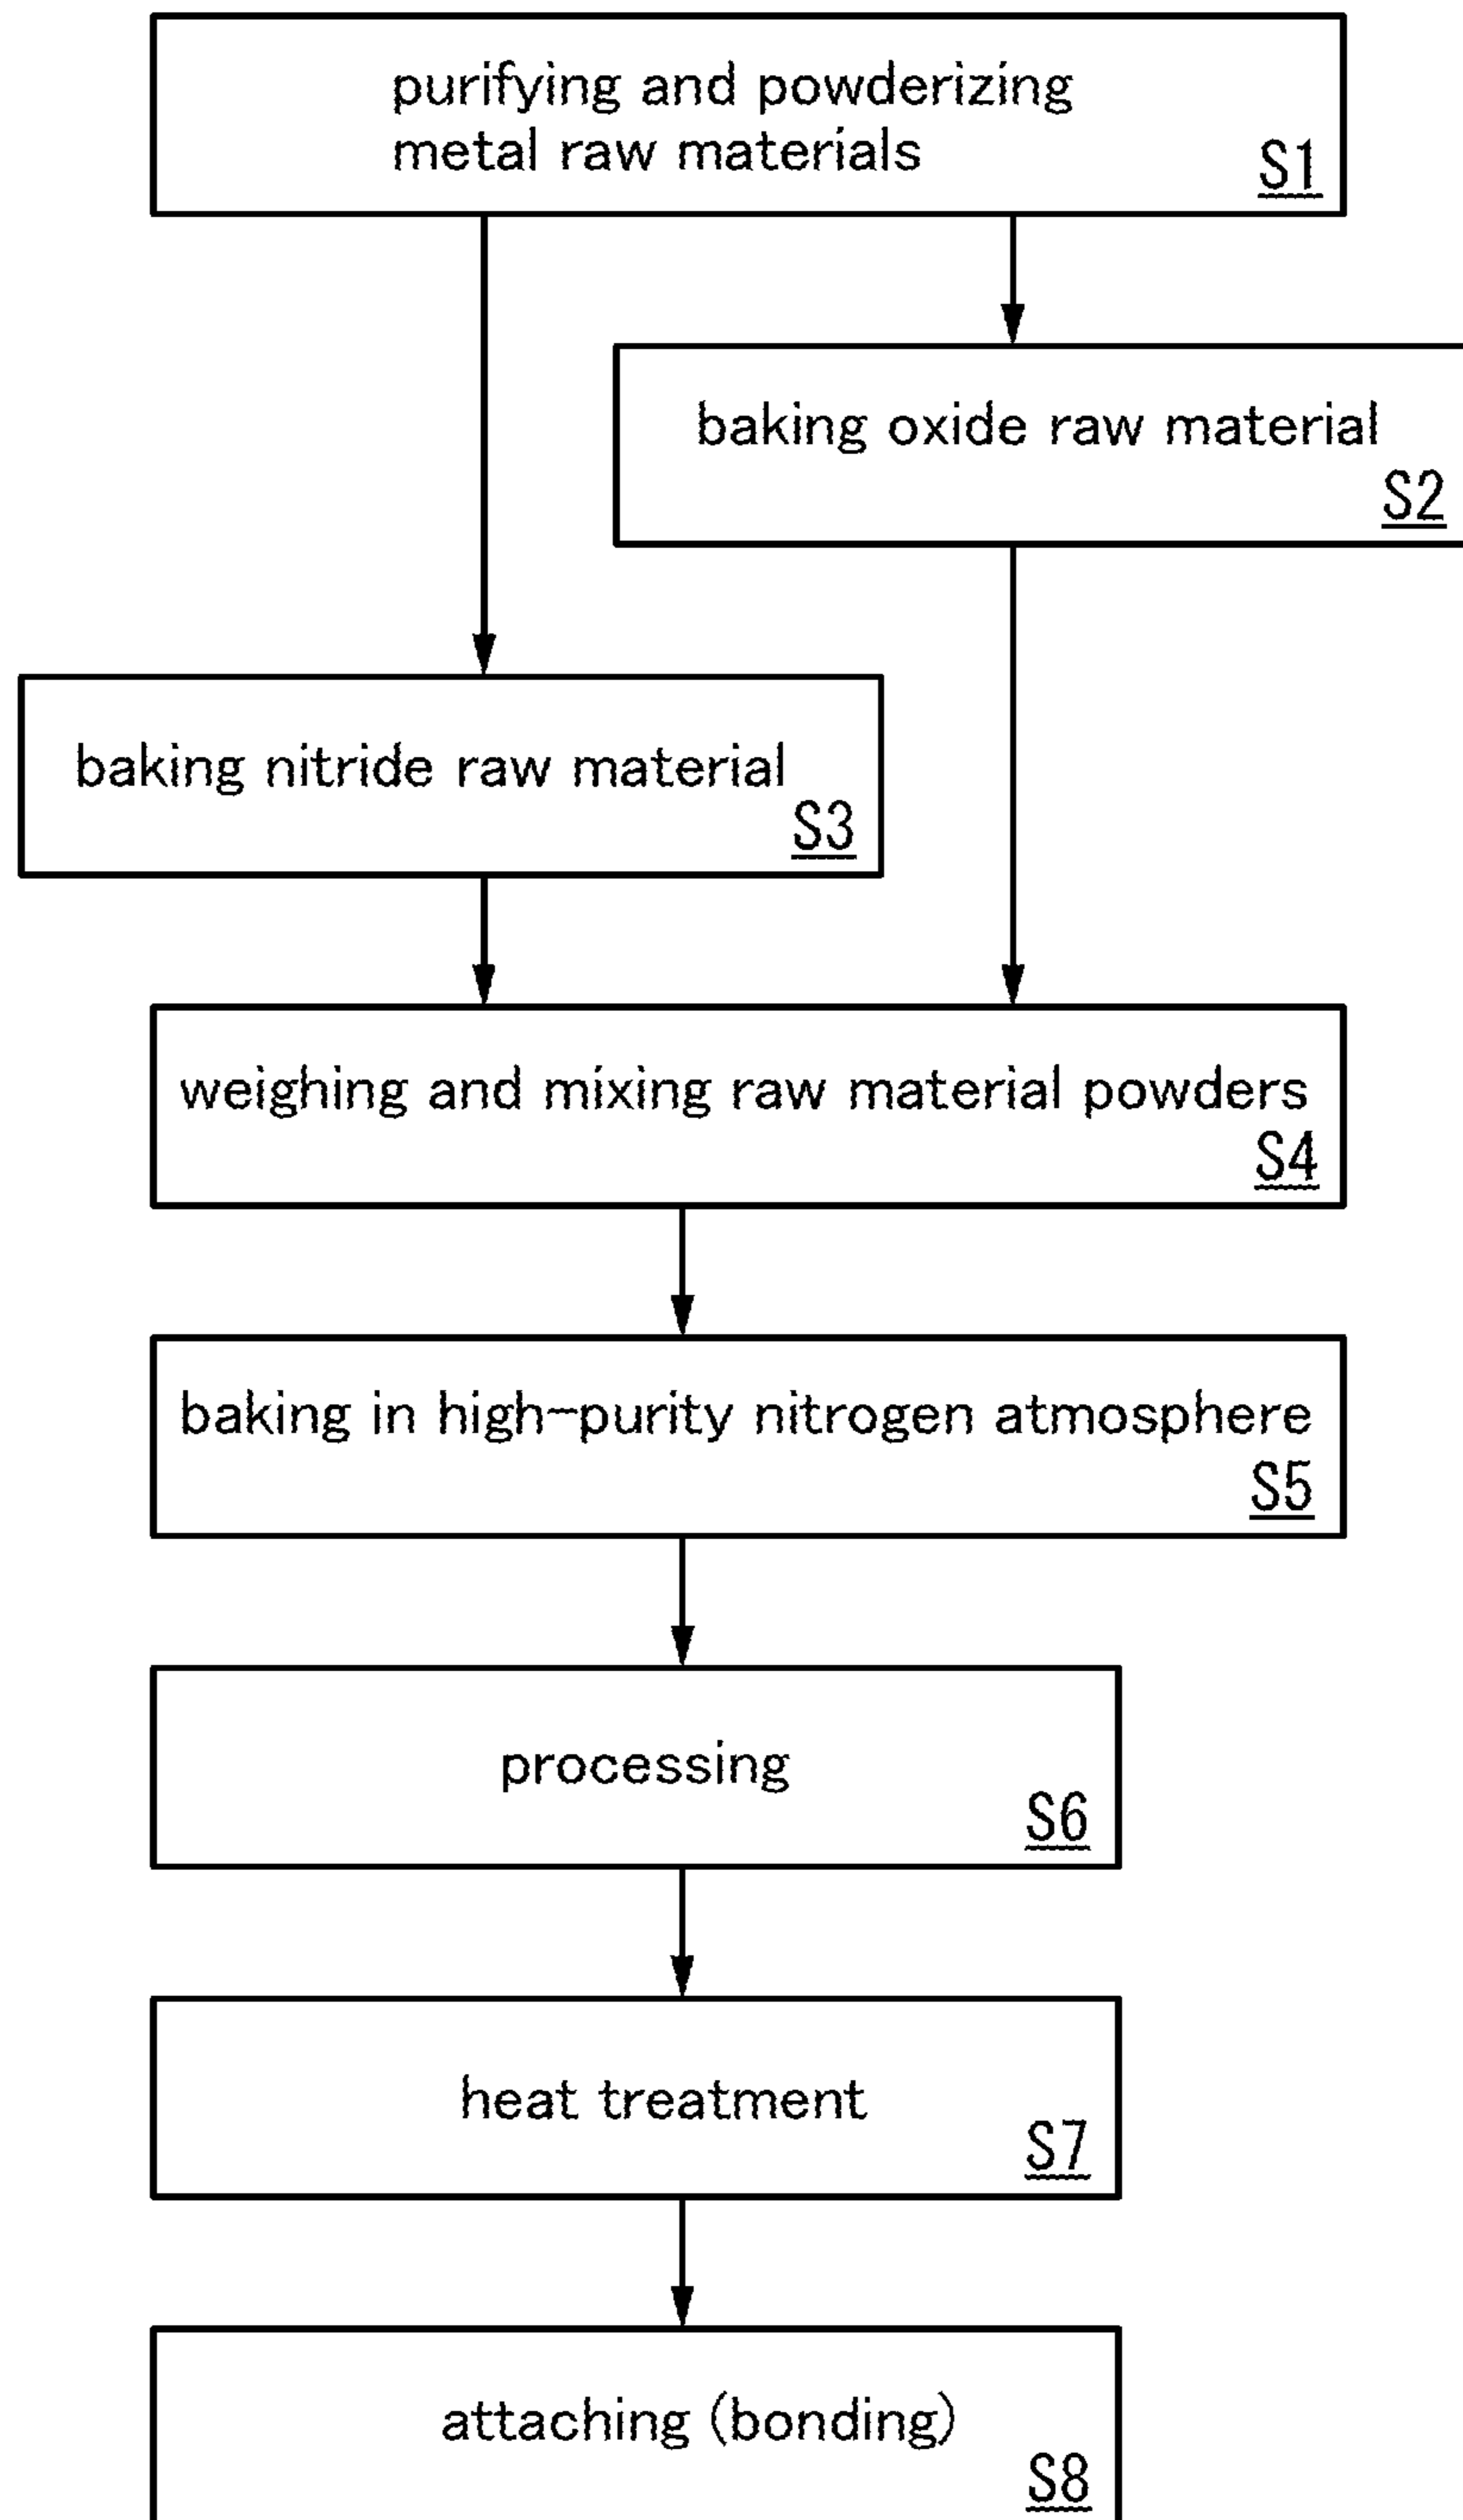 purifying and powderizing
metal raw materials
S1
baking oxide raw material
S2
baking nitride raw material
S3
weighing and mixing raw material powders
S4
baking in high-purity nitrogen atmosphere
S5
processing
S6
heat treatment
S7
attaching (bonding)
S8